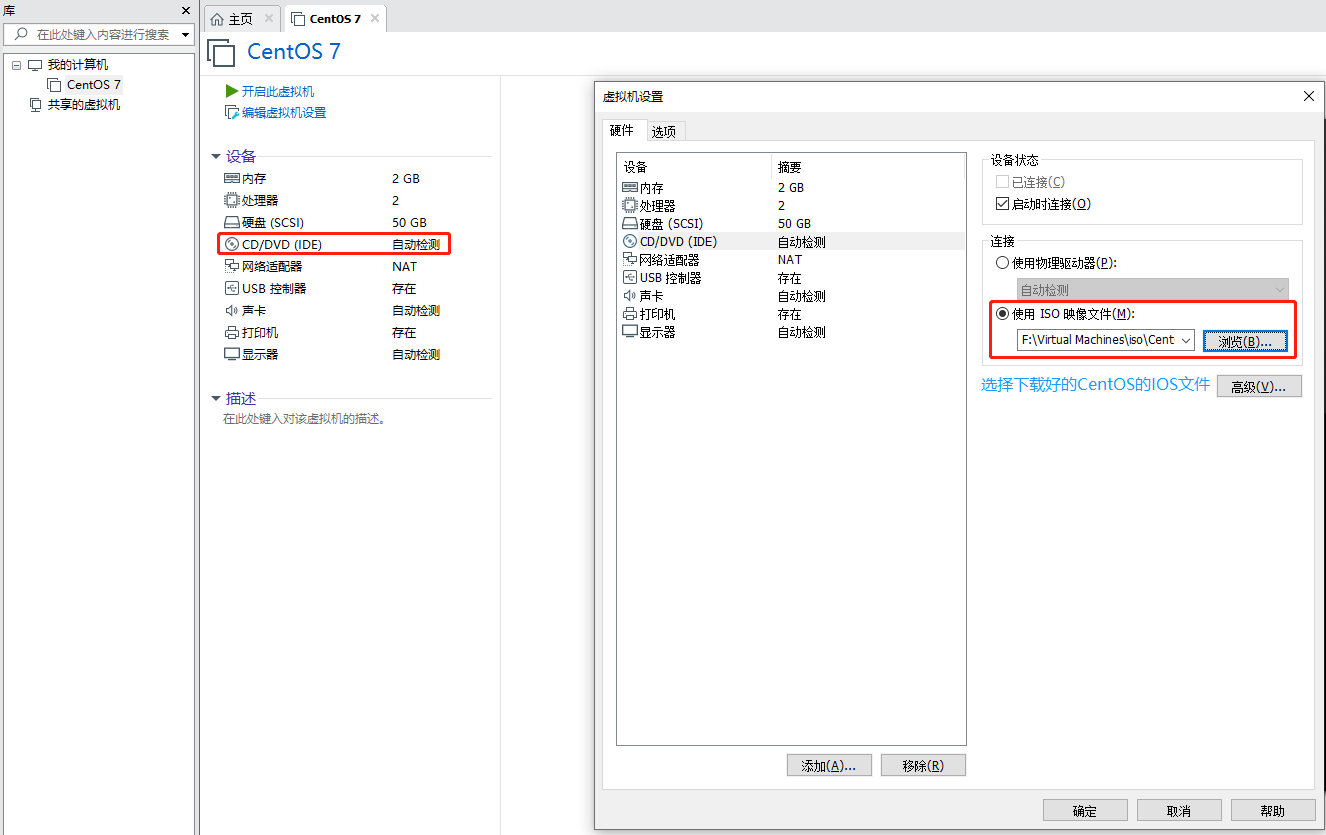 库
主页
CentOS 7
在此处键入内容进行搜索
CentOS 7
我的计算机
CentOS 7
共享的虚拟机
开启此虚拟机
编辑虚拟机设置
设备
内存 2 GB
处理器 2
硬盘 (SCSI) 50 GB
CD/DVD (IDE) 自动检测
网络适配器 NAT
USB 控制器 存在
声卡 自动检测
打印机 存在
显示器 自动检测
描述
在此处键入对该虚拟机的描述。
虚拟机设置
硬件 选项
设备 摘要
内存 2 GB
处理器 2
硬盘 (SCSI) 50 GB
CD/DVD (IDE) 自动检测
网络适配器 NAT
USB 控制器 存在
声卡 自动检测
打印机 存在
显示器 自动检测
添加(A)... 移除(R)
设备状态
已连接(C)
启动时连接(O)
连接
使用物理驱动器(P):
自动检测
使用 ISO 映像文件(M):
F:\Virtual Machines\iso\Cent 浏览(B)...
选择下载好的CentOS的IOS文件 高级(V)...
确定 取消 帮助